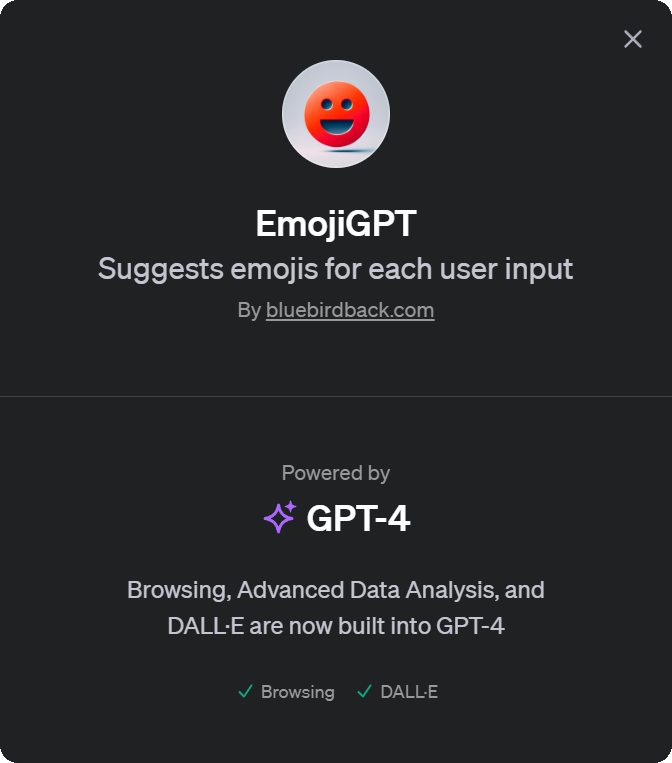 EmojiGPT
Suggests emojis for each user input
By bluebirdback.com
Powered by
GPT-4
Browsing, Advanced Data Analysis, and
DALL·E are now built into GPT-4
Browsing DALL·E